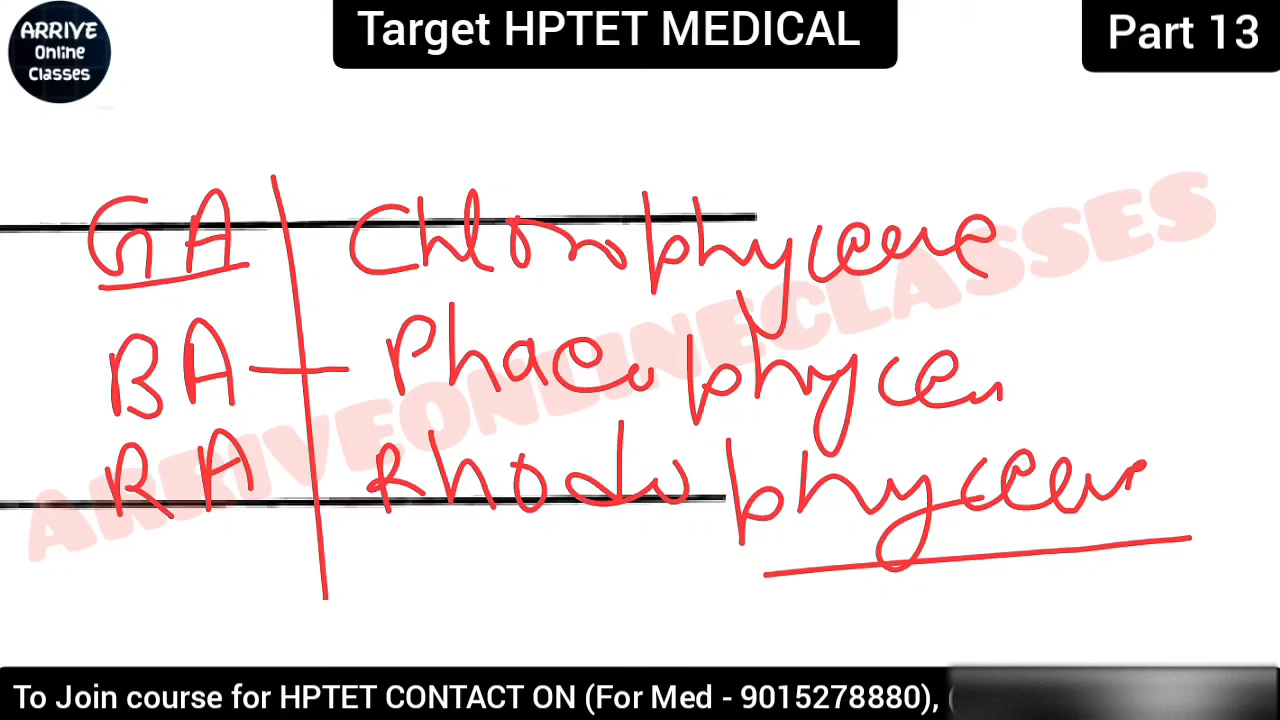 ARRIVE
Online
Classes
Target HPTET MEDICAL
Part 13
GA Chlorophyceae
BA Phaeophyceae
RA Rhodophyceae
ARRIVEONLINECLASSES
To Join course for HPTET CONTACT ON (For Med - 9015278880), (